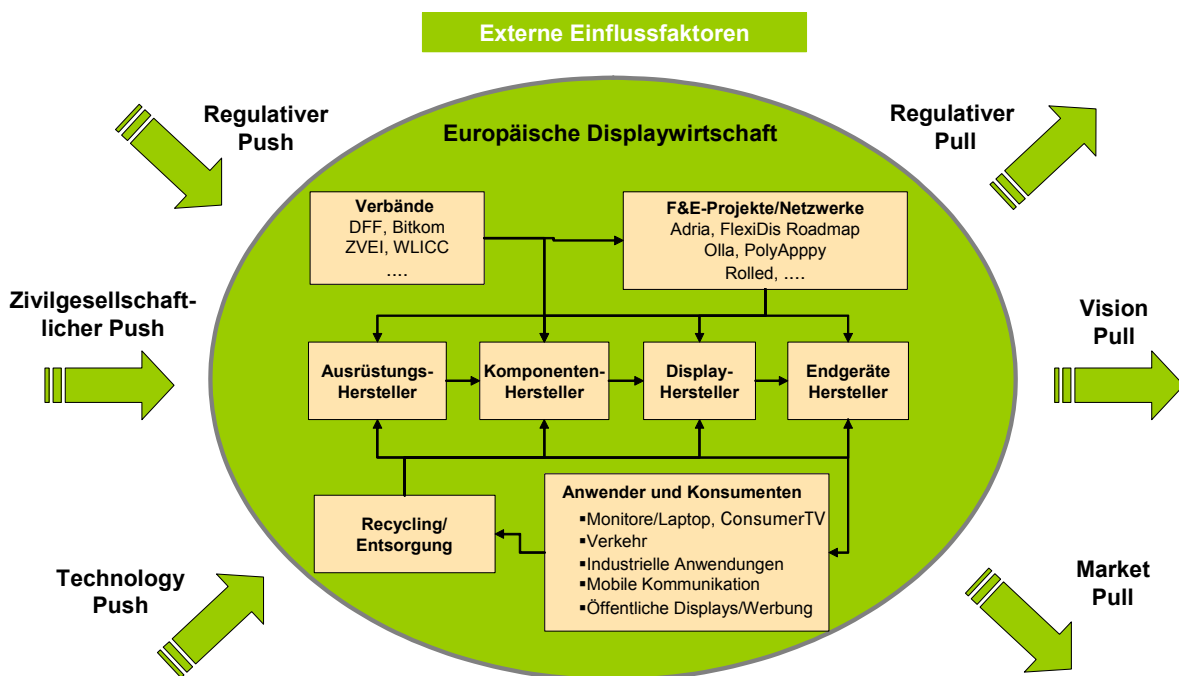 Externe Einflussfaktoren
Regulativer
Push
Europäische Displaywirtschaft
Regulativer
Pull
Verbände
DFF, Bitkom
ZVEI, WLICC
....
F&E-Projekte/Netzwerke
Adria, FlexiDis Roadmap
Olla, PolyApppy
Rolled, ....
Zivilgesellschaft-
licher Push
Vision
Pull
Ausrüstungs-
Hersteller
Komponenten-
Hersteller
Display-
Hersteller
Endgeräte
Hersteller
Recycling/
Entsorgung
Anwender und Konsumenten
▪Monitore/Laptop, ConsumerTV
▪Verkehr
▪Industrielle Anwendungen
▪Mobile Kommunikation
▪Öffentliche Displays/Werbung
Technology
Push
Market
Pull